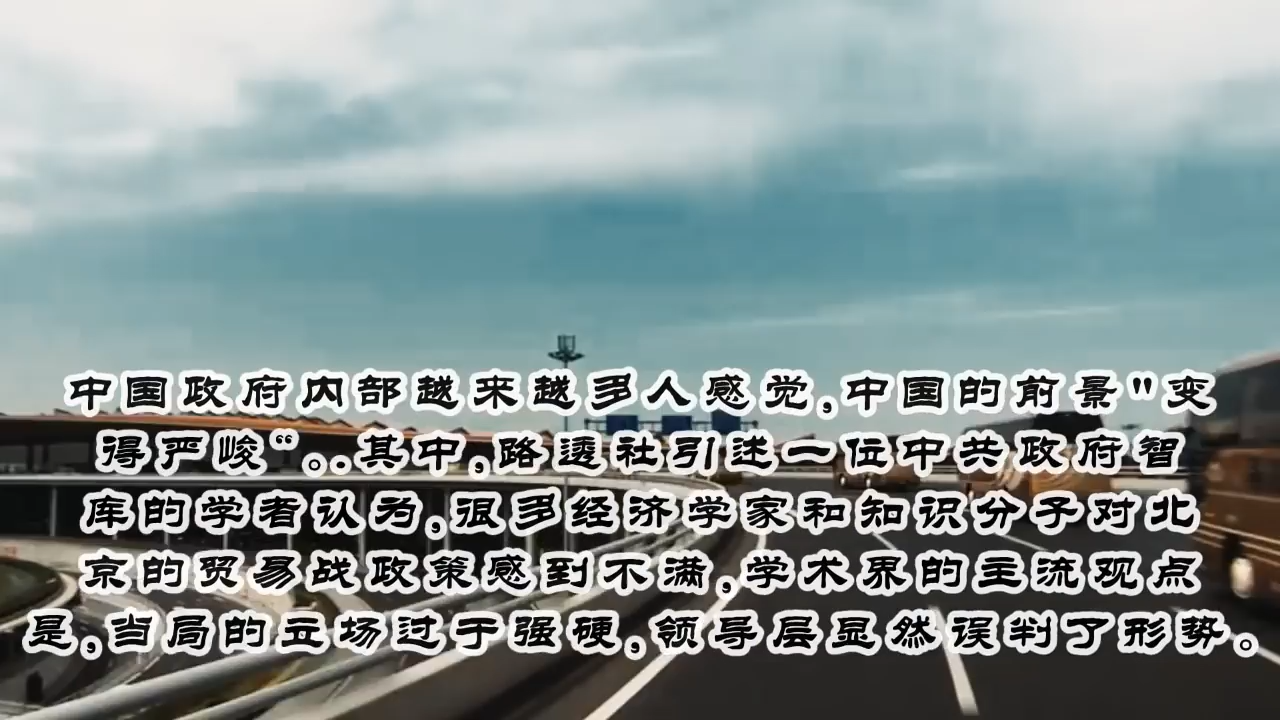 中国政府内部越来越多人感觉,中国的前景"变
得严峻“。..其中,路透社引述一位中共政府智
库的学者认为,很多经济学家和知识分子对北
京的贸易战政策感到不满,学术界的主流观点
是,当局的立场过于强硬,领导层显然误判了形势。